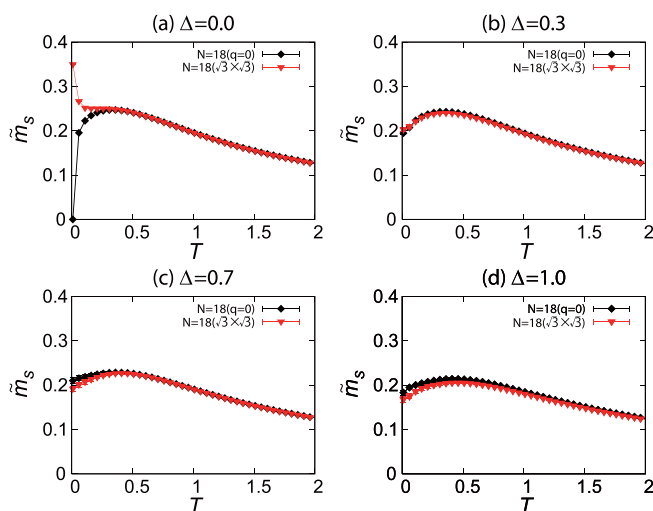 (a) Δ=0.0
N=18(q=0)
N=18(√3×√3)
0.4
0.3
0.2
0.1
0
m̃s
0 0.5 1 1.5 2
T
(b) Δ=0.3
N=18(q=0)
N=18(√3×√3)
0.4
0.3
0.2
0.1
0
0 0.5 1 1.5 2
T
(c) Δ=0.7
N=18(q=0)
N=18(√3×√3)
0.4
0.3
0.2
0.1
0
m̃s
0 0.5 1 1.5 2
T
(d) Δ=1.0
N=18(q=0)
N=18(√3×√3)
0.4
0.3
0.2
0.1
0
m̃s
0 0.5 1 1.5 2
T